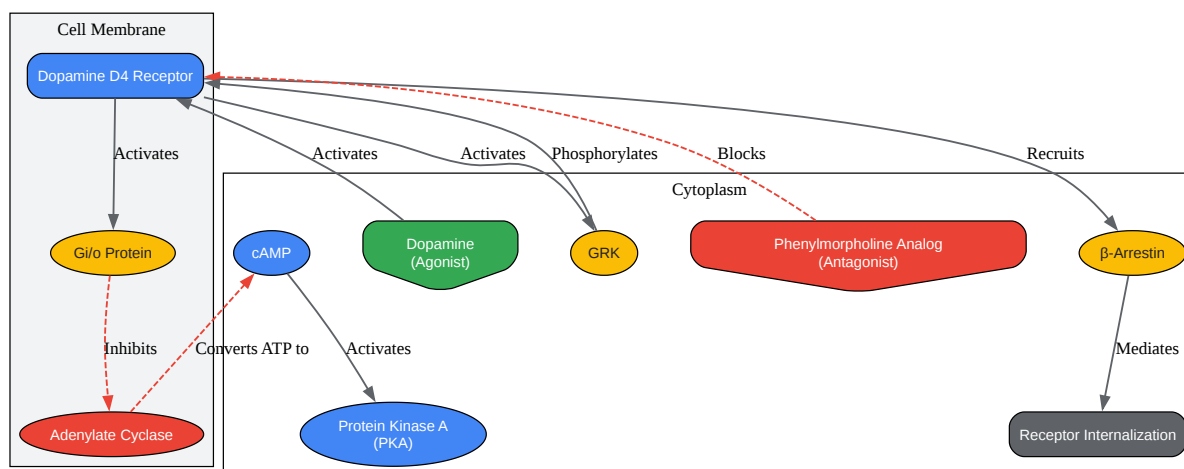 Cell Membrane
Dopamine D4 Receptor
Activates
Activates
Activates
Phosphorylates
Blocks
Recruits
Cytoplasm
Gi/o Protein
cAMP
Dopamine
(Agonist)
GRK
Phenylmorpholine Analog
(Antagonist)
β-Arrestin
Inhibits
Converts ATP to
Activates
Mediates
Adenylate Cyclase
Protein Kinase A
(PKA)
Receptor Internalization